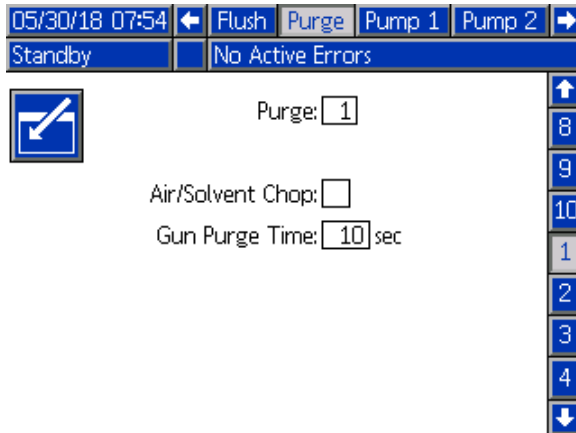 05/30/18 07:54 Flush Purge Pump 1 Pump 2
Standby No Active Errors
Purge: 1
Air/Solvent Chop:
Gun Purge Time: 10 sec
8
9
10
1
2
3
4